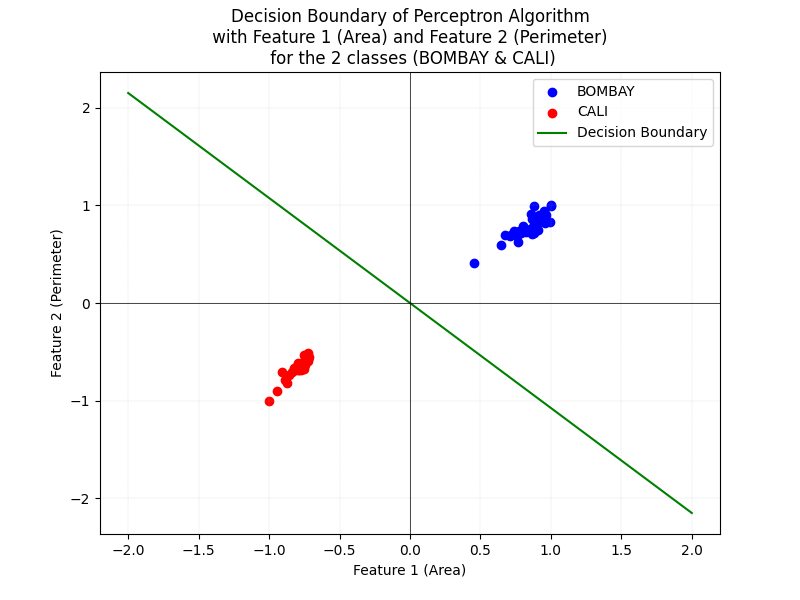 Decision Boundary of Perceptron Algorithm
with Feature 1 (Area) and Feature 2 (Perimeter)
for the 2 classes (BOMBAY & CALI)
BOMBAY
CALI
Decision Boundary
2
1
0
−1
−2
Feature 2 (Perimeter)
−2.0 −1.5 −1.0 −0.5 0.0 0.5 1.0 1.5 2.0
Feature 1 (Area)